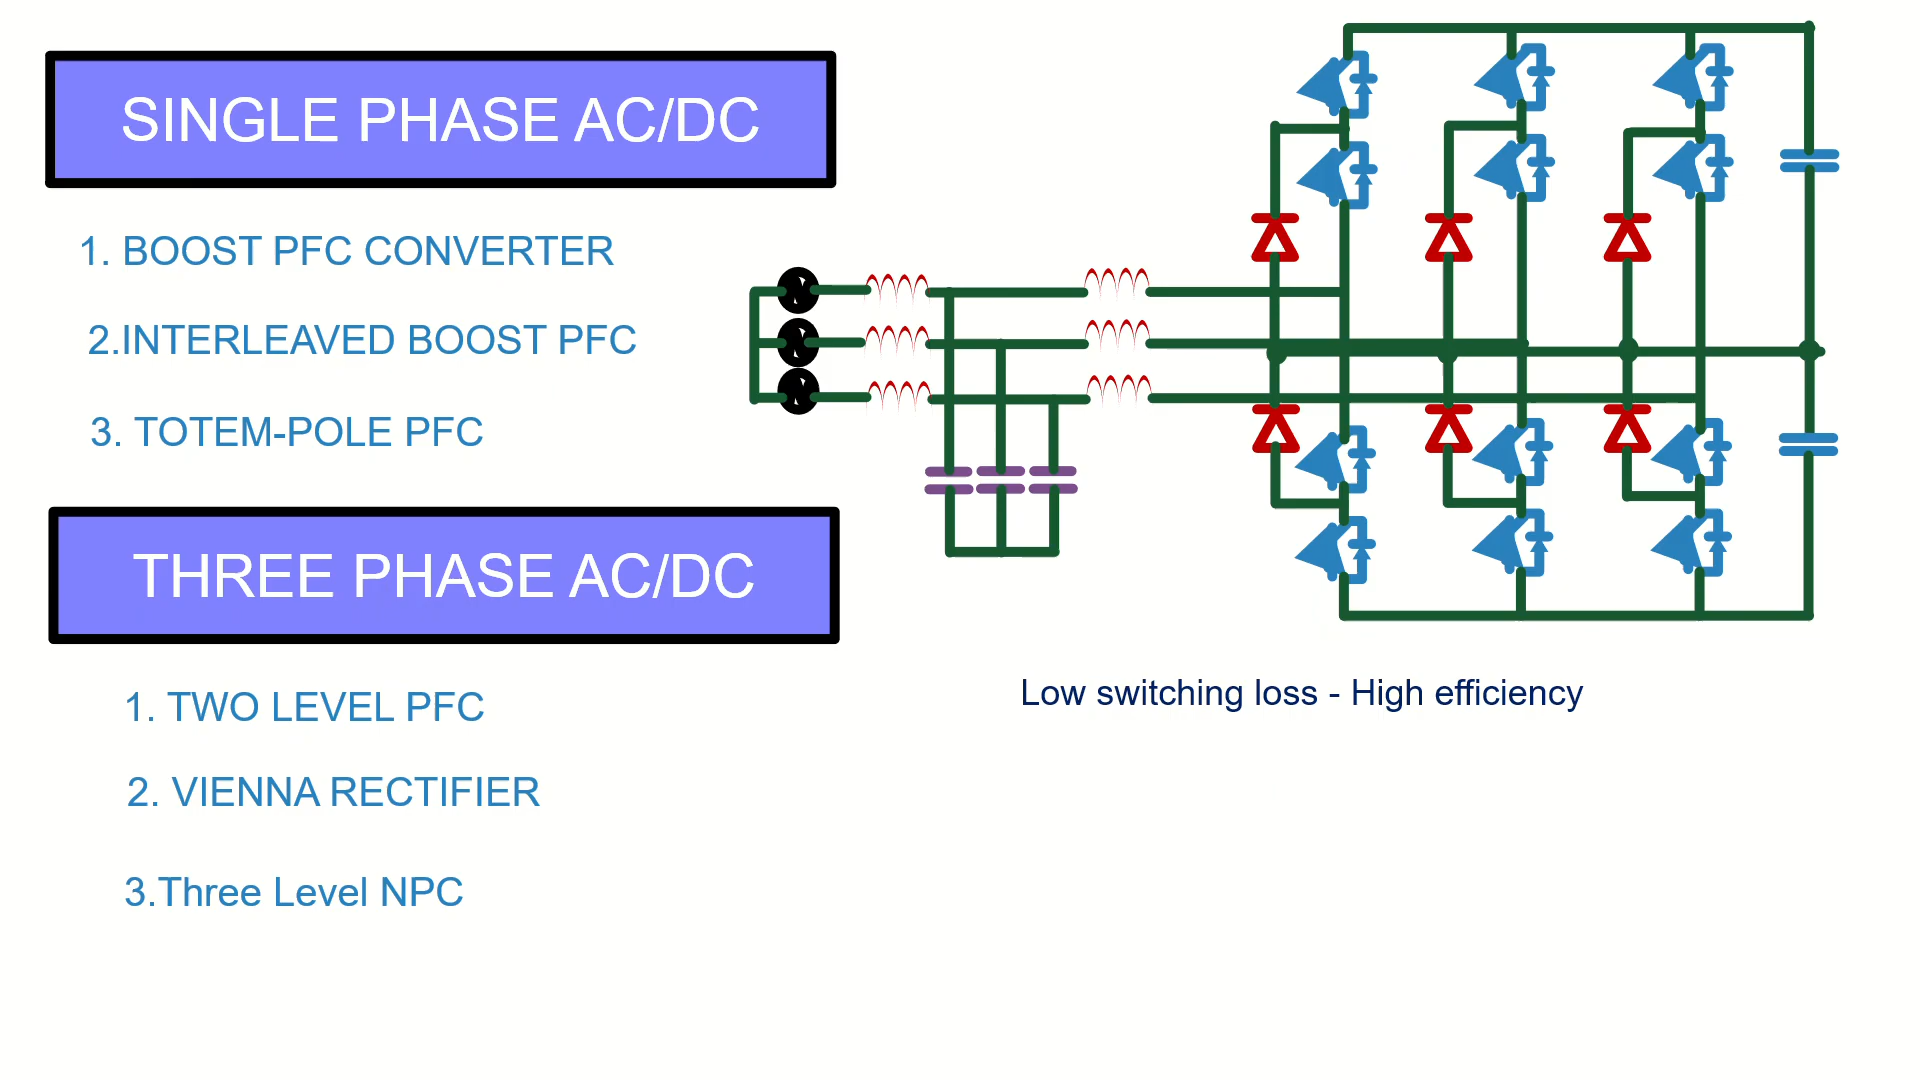 SINGLE PHASE AC/DC
1. BOOST PFC CONVERTER
2.INTERLEAVED BOOST PFC
3. TOTEM-POLE PFC
THREE PHASE AC/DC
1. TWO LEVEL PFC
2. VIENNA RECTIFIER
3.Three Level NPC
Low switching loss - High efficiency